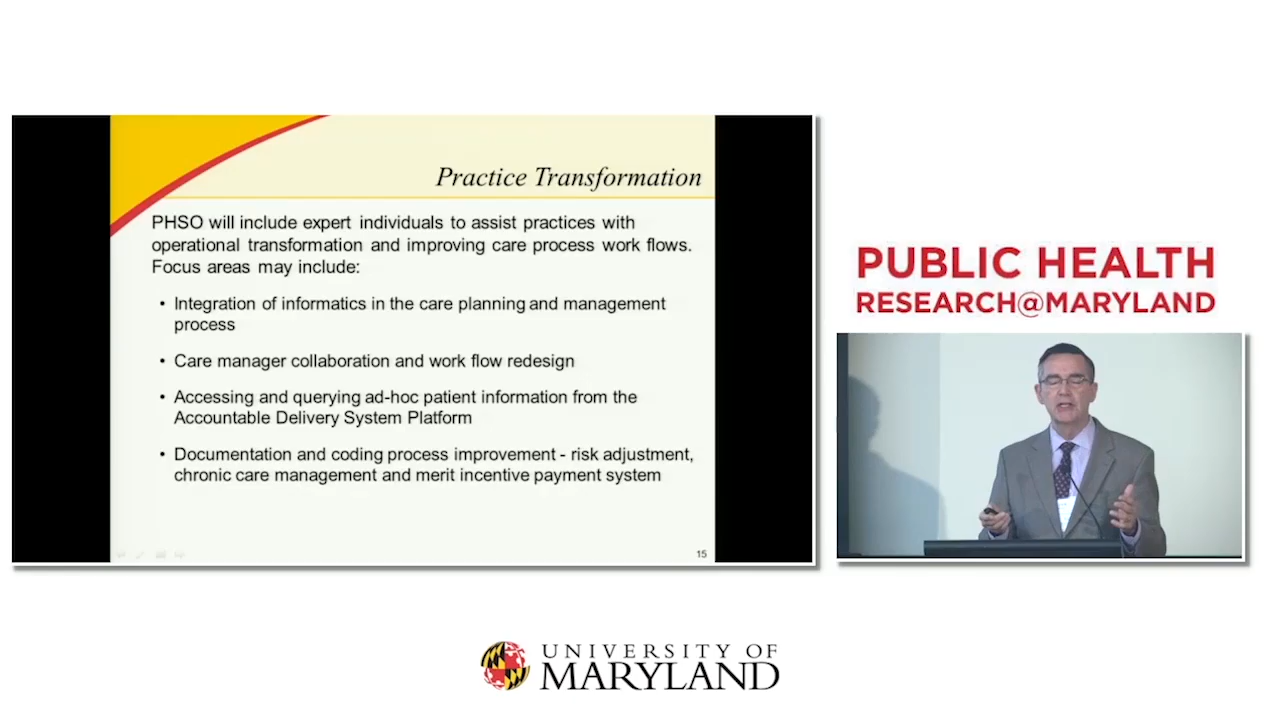 Practice Transformation
PHSO will include expert individuals to assist practices with
operational transformation and improving care process work flows.
Focus areas may include:
• Integration of informatics in the care planning and management
process
• Care manager collaboration and work flow redesign
• Accessing and querying ad-hoc patient information from the
Accountable Delivery System Platform
• Documentation and coding process improvement - risk adjustment,
chronic care management and merit incentive payment system
15
PUBLIC HEALTH
RESEARCH@MARYLAND
UNIVERSITY OF
MARYLAND